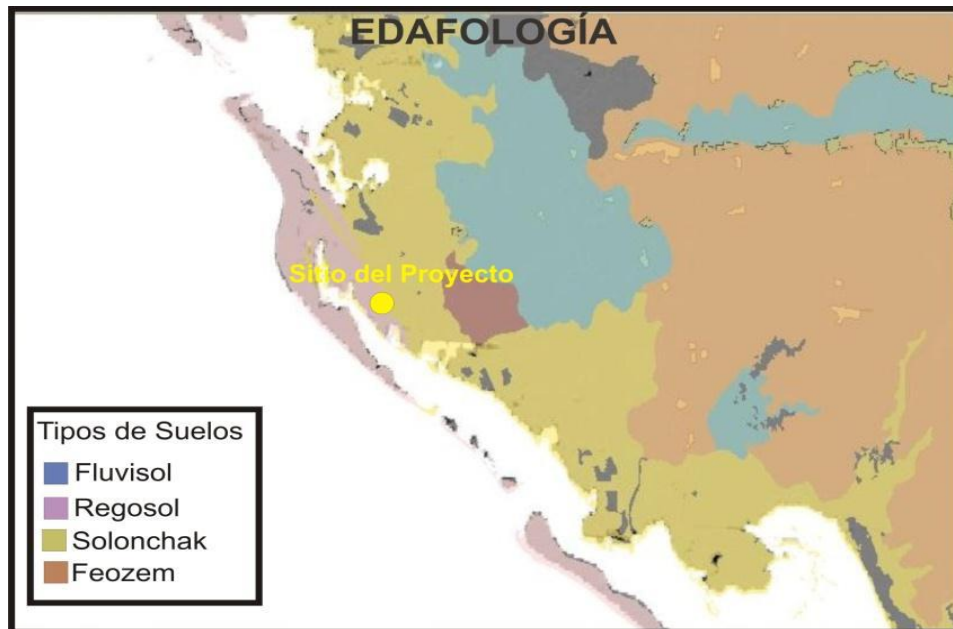 EDAFOLOGÍA
Sitio del Proyecto
Tipos de Suelos
Fluvisol
Regosol
Solonchak
Feozem